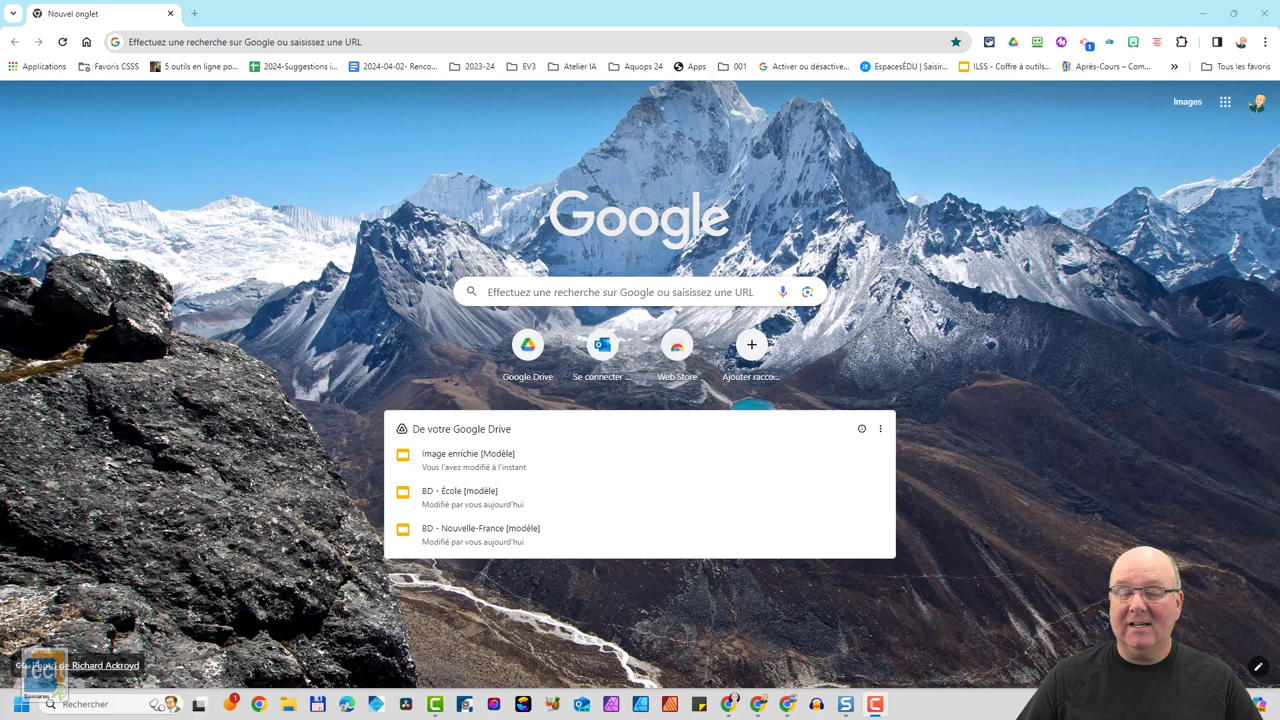 Nouvel onglet
Effectuez une recherche sur Google ou saisissez une URL
1
Applications
Favoris CSSS
5 outils en ligne po...
2024-Suggestions i...
2024-04-02- Renco...
2023-24
EV3
Atelier IA
Aquops 24
Apps
001
Activer ou désactive...
EspacesÉDU | Saisir...
ILSS - Coffre à outils...
Après-Cours – Com...
Tous les favoris
Images
Google
Effectuez une recherche sur Google ou saisissez une URL
Google Drive
Se connecter ...
Web Store
Ajouter racco...
De votre Google Drive
Image enrichie [Modèle]
Vous l'avez modifié à l'instant
BD - École [modèle]
Modifié par vous aujourd'hui
BD - Nouvelle-France [modèle]
Modifié par vous aujourd'hui
Photo de Richard Ackroyd
Rechercher
1